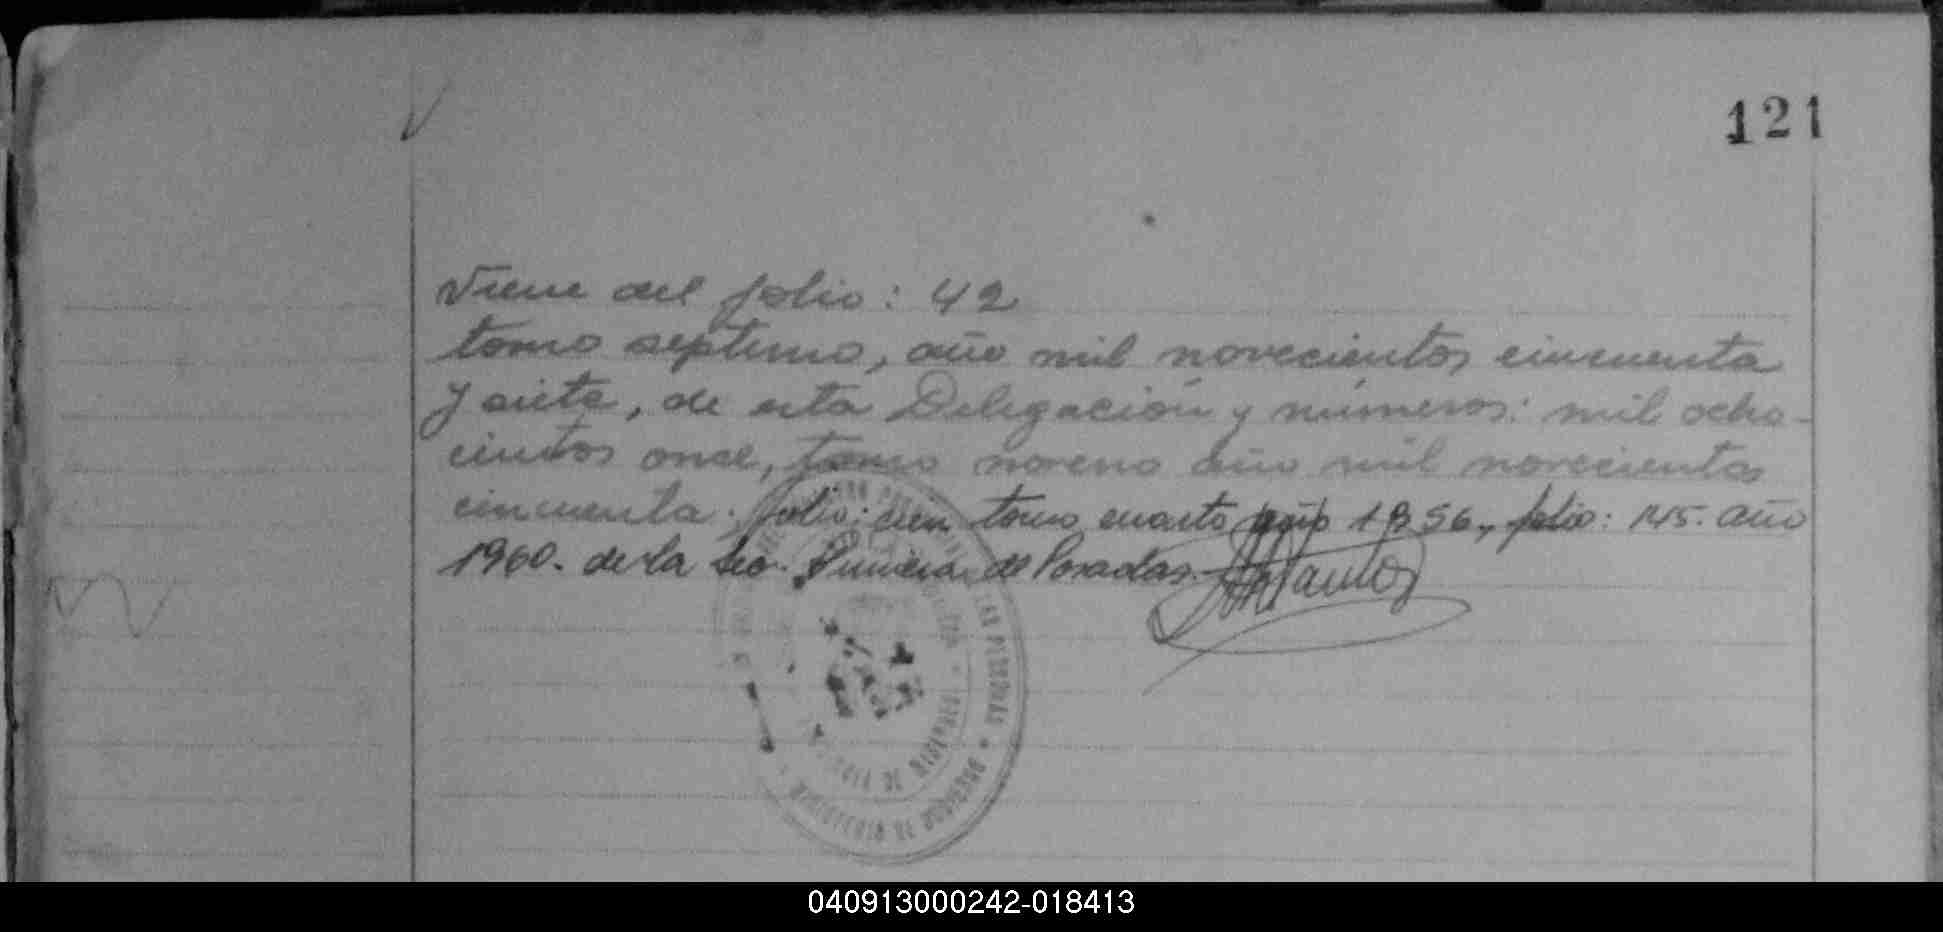 121
Viene del folio: 42
tomo septimo, año mil novecientos cincuenta
y siete, de esta Delegación y números: mil ocho-
cientos once, tomo noveno año mil novecientos
cincuenta. folio: cien tomo cuarto año 1956, folio: 145. año
1960. de la Sec. Primera de Posadas.
LAS PERSONAS
040913000242-018413